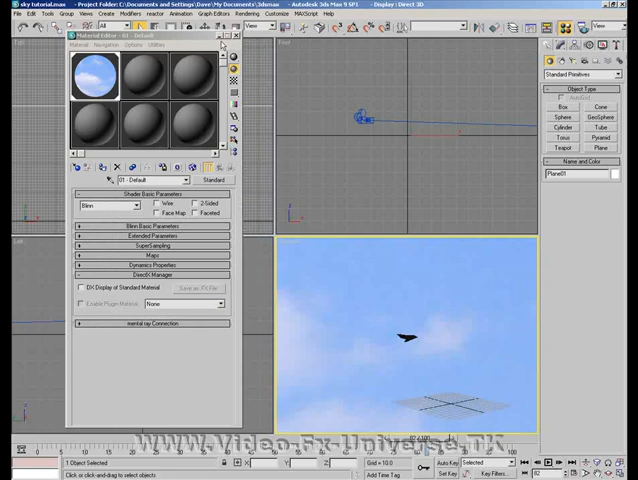 sky tutorial.max - Project Folder: C:\Documents and Settings\Dave\My Documents\3dsmax - Autodesk 3ds Max 9 SP1 - Display : Direct 3D
File Edit Tools Group Views Create Modifiers reactor Animation Graph Editors Rendering Customize MAXScript Help
All
Material Editor - 01 - Default
Material Navigation Options Utilities
Top
Front
Left
Standard Primitives
Object Type
AutoGrid
Box Cone
Sphere GeoSphere
Cylinder Tube
Torus Pyramid
Teapot Plane
Name and Color
Plane01
01 - Default
Standard
Shader Basic Parameters
Blinn
Wire
2-Sided
Face Map
Faceted
Blinn Basic Parameters
Extended Parameters
SuperSampling
Maps
Dynamics Properties
DirectX Manager
DX Display of Standard Material
Save as .FX File
Enable Plugin Material
None
mental ray Connection
82 / 100
www.Video-Fx-Universe.TK
1 Object Selected
X:
Y:
Z:
Grid = 10.0
Auto Key
Selected
Click or click-and-drag to select objects
Add Time Tag
Set Key
Key Filters...
82